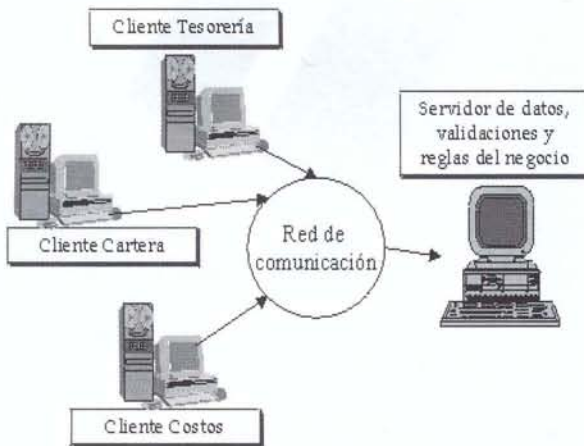 Cliente Tesorería
Servidor de datos,
validaciones y
reglas del negocio
Cliente Cartera
Red de
comunicación
Cliente Costos